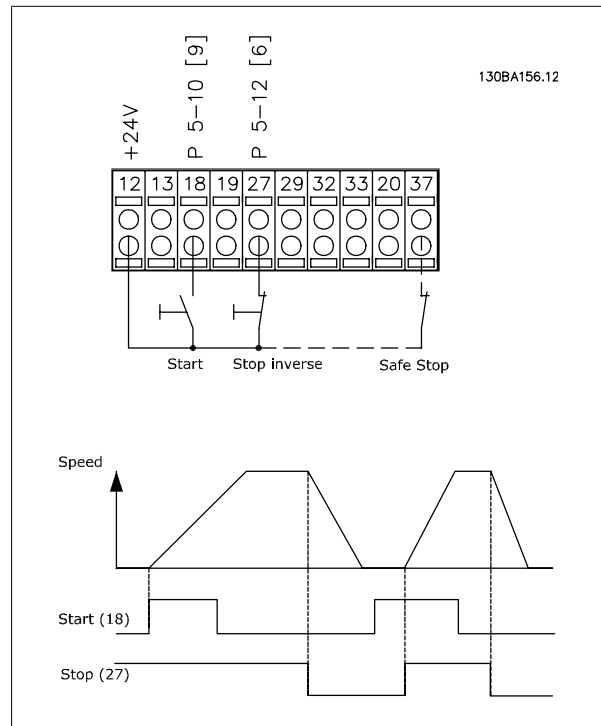 130BA156.12
+24V
P 5-10 [9]
P 5-12 [6]
12 13 18 19 27 29 32 33 20 37
Start Stop inverse Safe Stop
Speed
Start (18)
Stop (27)